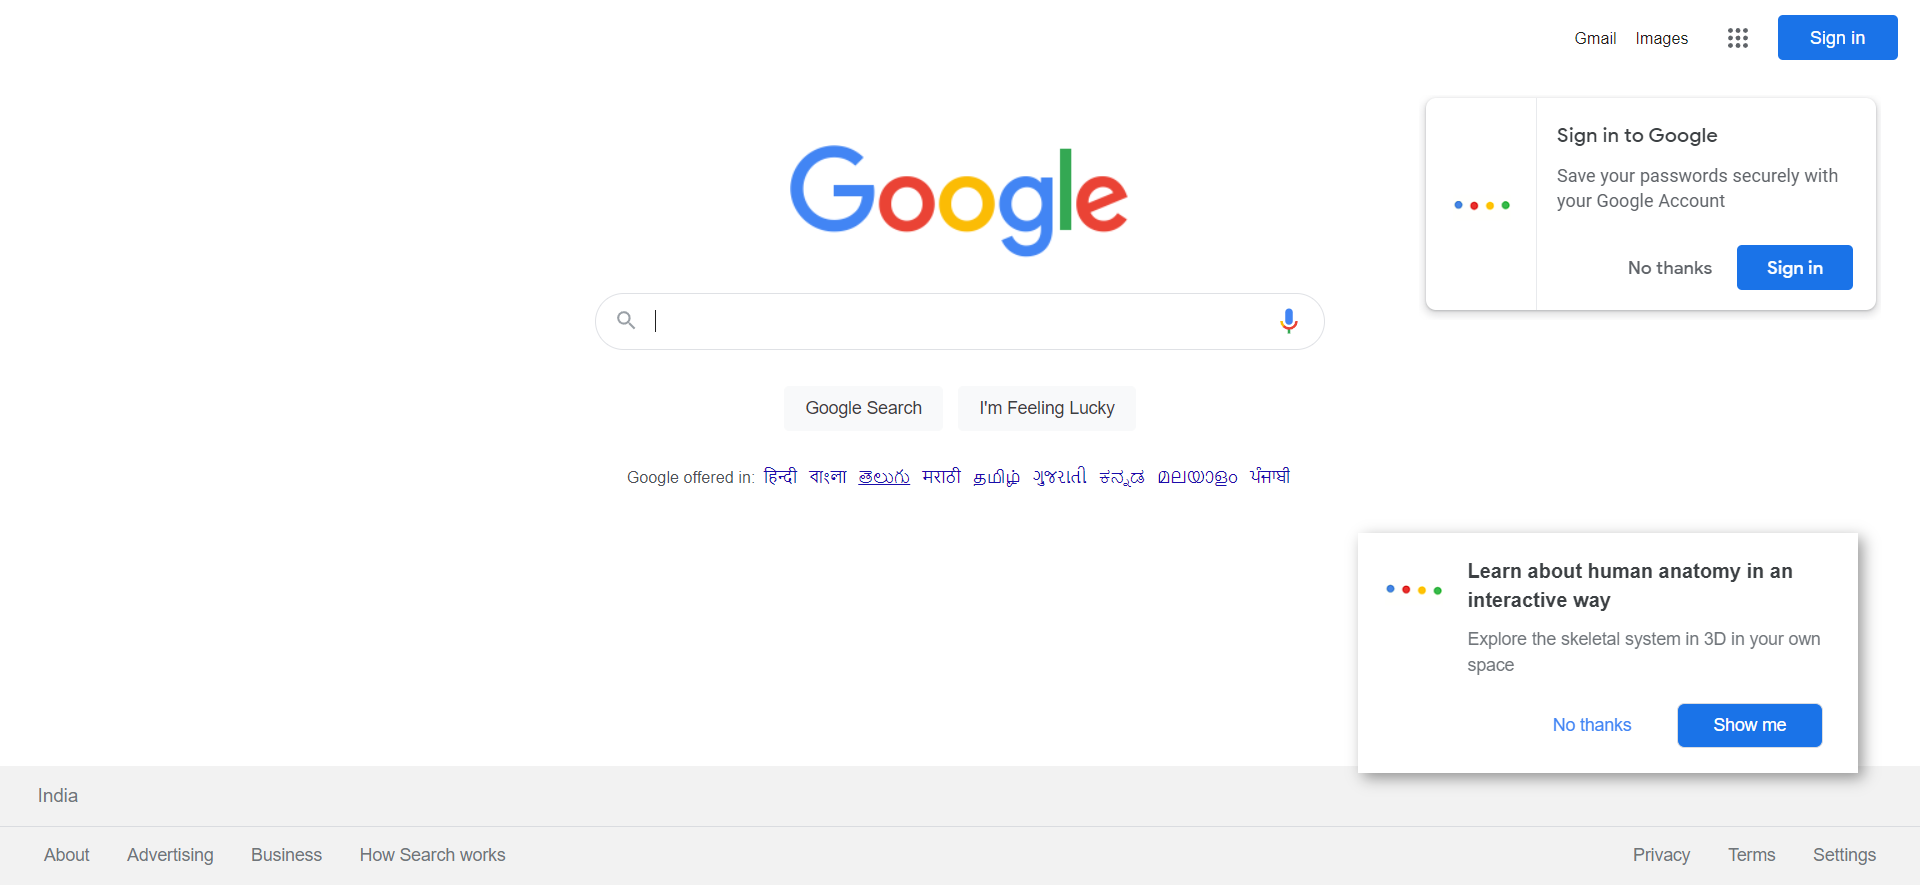 Gmail Images Sign in
Sign in to Google
Save your passwords securely with
your Google Account
No thanks Sign in
Google
Google Search I'm Feeling Lucky
Google offered in: हिन्दी বাংলা తెలుగు मराठी தமிழ் ગુજરાતી ಕನ್ನಡ മലയാളം ਪੰਜਾਬੀ
Learn about human anatomy in an
interactive way
Explore the skeletal system in 3D in your own
space
No thanks Show me
India
About Advertising Business How Search works Privacy Terms Settings